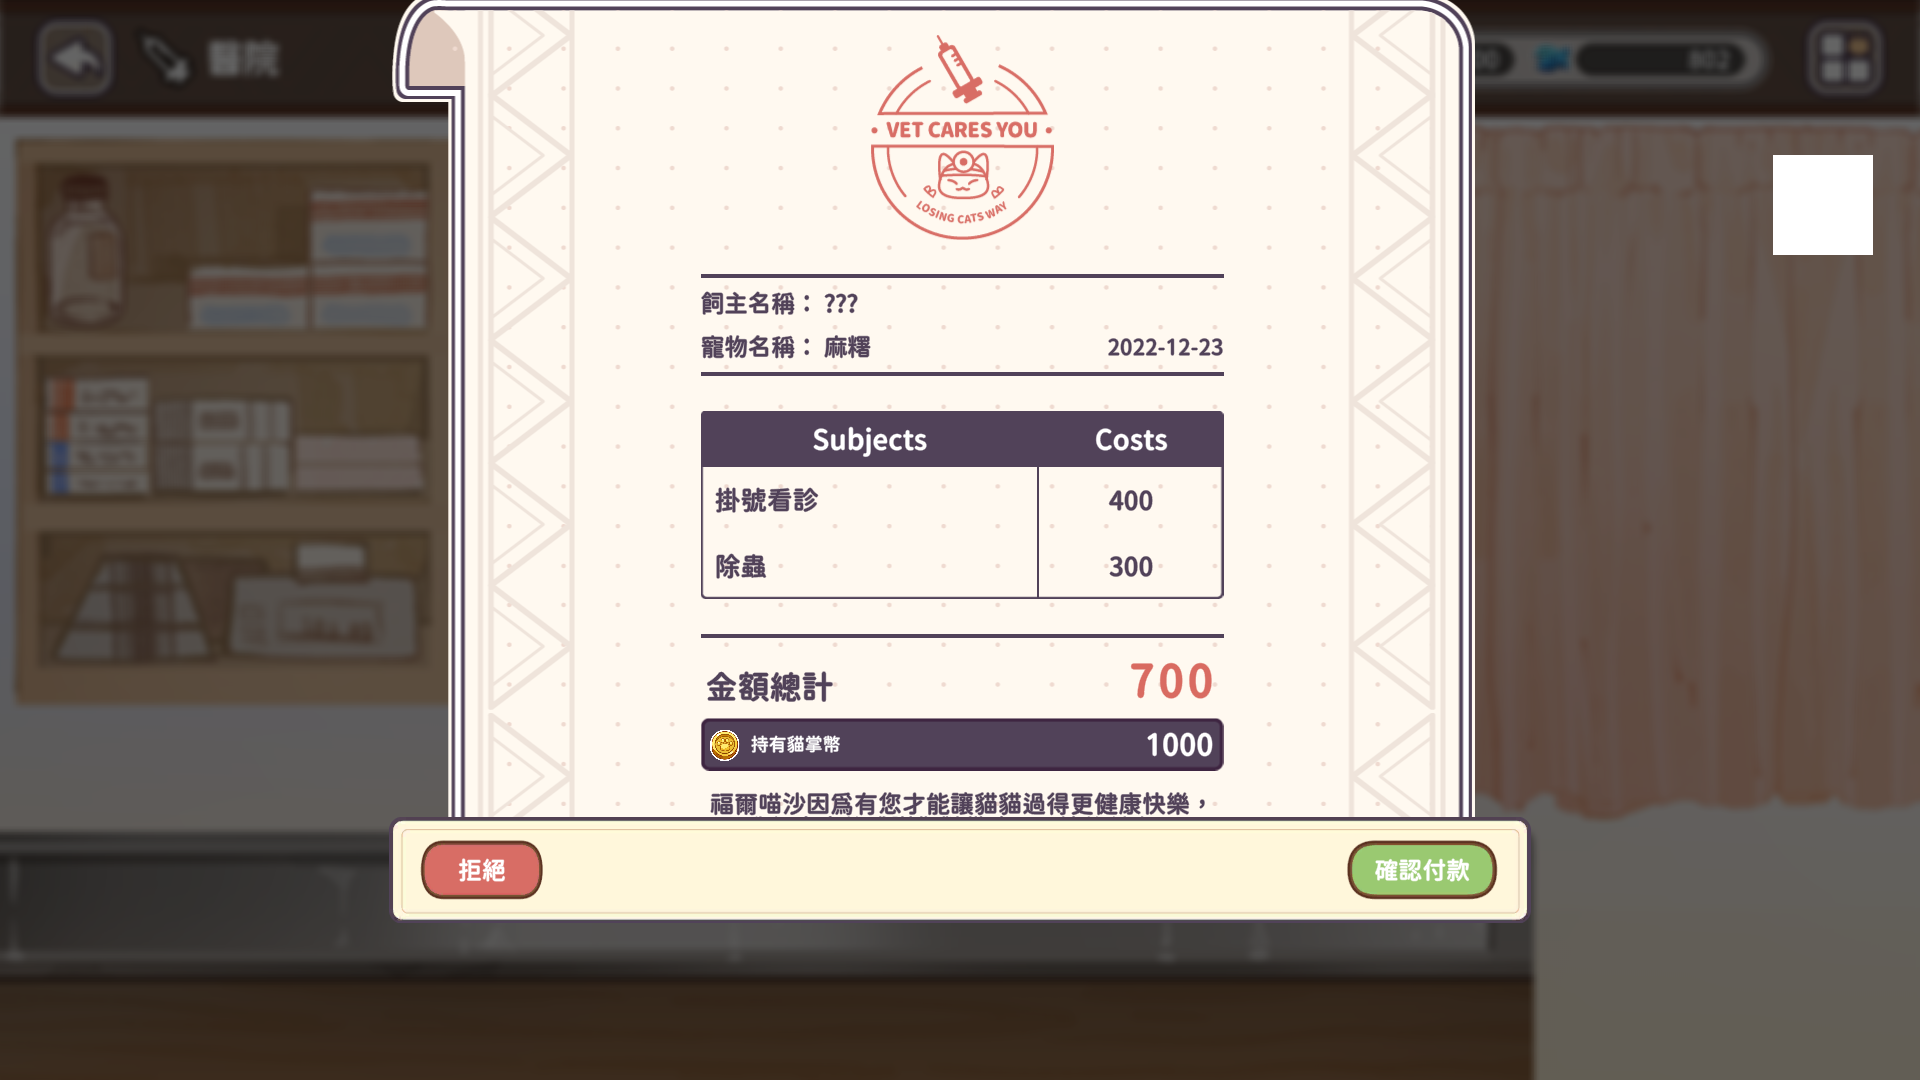 醫院
00
802
VET CARES YOU
LOSING CATS WAY
飼主名稱： ???
寵物名稱： 麻糬
2022-12-23
Subjects
Costs
掛號看診
400
除蟲
300
金額總計
700
持有貓掌幣
1000
福爾喵沙因為有您才能讓貓貓過得更健康快樂，
拒絕
確認付款